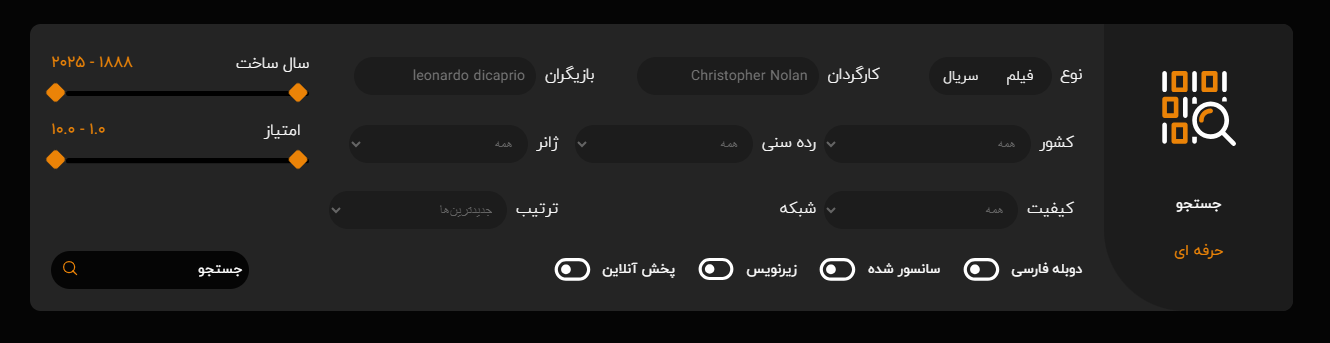 جستجو
حرفه ای
نوع فیلم سریال
کارگردان Christopher Nolan
بازیگران leonardo dicaprio
سال ساخت ۱۸۸۸ - ۲۰۲۵
کشور همه
رده سنی همه
ژانر همه
امتیاز ۱.۰ - ۱۰.۰
کیفیت همه
شبکه
ترتیب جدیدترین‌ها
دوبله فارسی
سانسور شده
زیرنویس
پخش آنلاین
جستجو